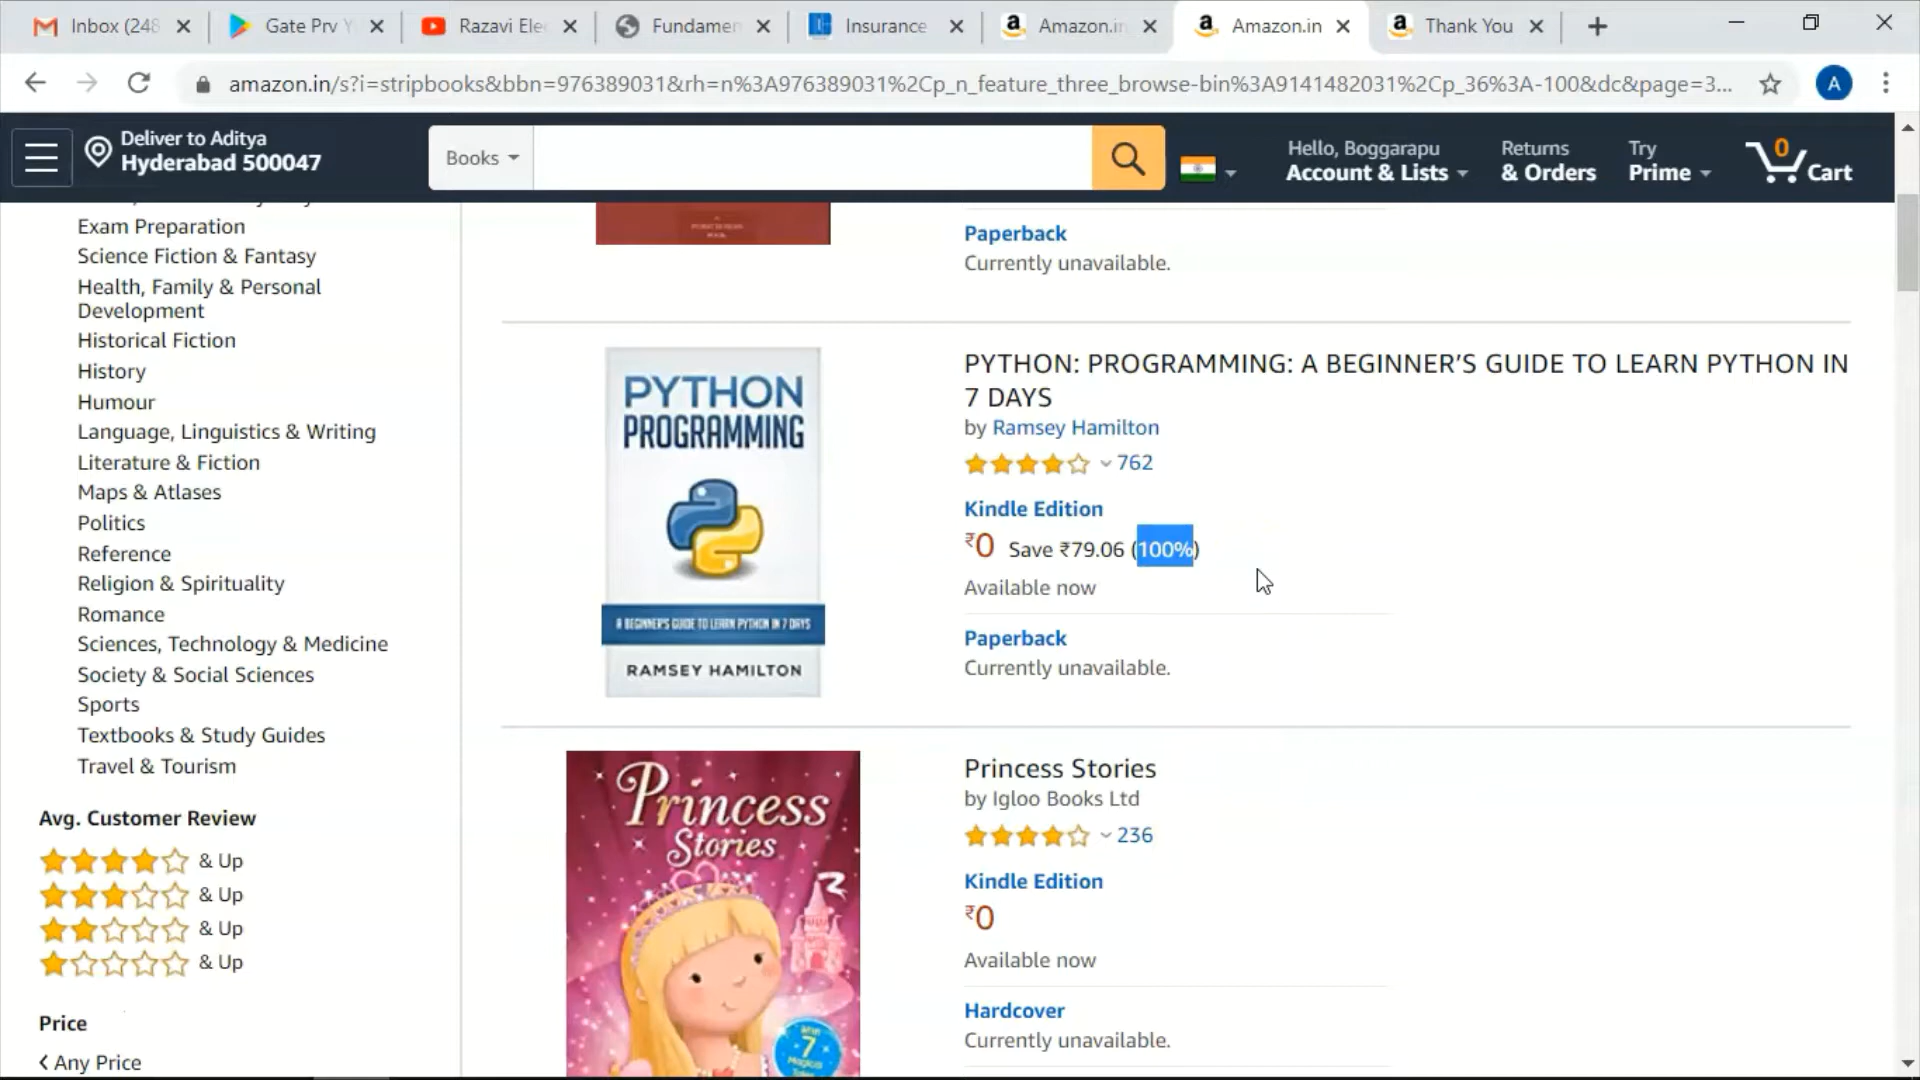 Inbox (248
Gate Prv Y
Razavi Ele
Fundamen
Insurance
Amazon.in
Amazon.in
Thank You
amazon.in/s?i=stripbooks&bbn=976389031&rh=n%3A976389031%2Cp_n_feature_three_browse-bin%3A9141482031%2Cp_36%3A-100&dc&page=3...
A
Deliver to Aditya
Hyderabad 500047
Books
Hello, Boggarapu
Account & Lists
Returns
& Orders
Try
Prime
0
Cart
Exam Preparation
Science Fiction & Fantasy
Health, Family & Personal
Development
Historical Fiction
History
Humour
Language, Linguistics & Writing
Literature & Fiction
Maps & Atlases
Politics
Reference
Religion & Spirituality
Romance
Sciences, Technology & Medicine
Society & Social Sciences
Sports
Textbooks & Study Guides
Travel & Tourism
Avg. Customer Review
& Up
& Up
& Up
& Up
Price
Any Price
Paperback
Currently unavailable.
PYTHON
PROGRAMMING
A BEGINNER'S GUIDE TO LEARN PYTHON IN 7 DAYS
RAMSEY HAMILTON
PYTHON: PROGRAMMING: A BEGINNER’S GUIDE TO LEARN PYTHON IN
7 DAYS
by Ramsey Hamilton
762
Kindle Edition
₹0 Save ₹79.06 (100%)
Available now
Paperback
Currently unavailable.
Princess
Stories
7
Princess Stories
by Igloo Books Ltd
236
Kindle Edition
₹0
Available now
Hardcover
Currently unavailable.